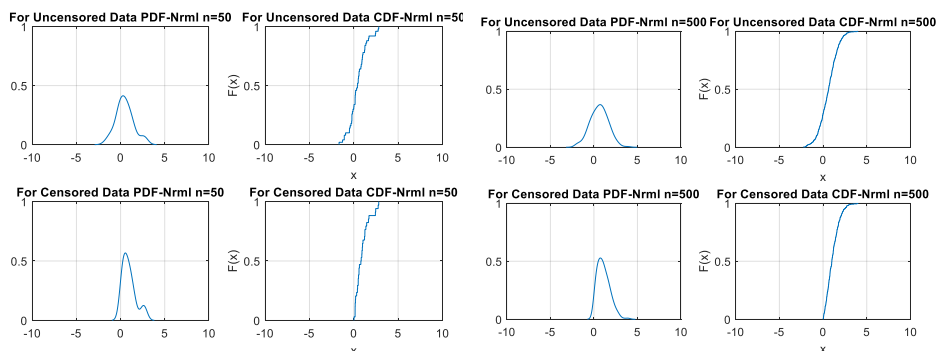 For Uncensored Data PDF-Nrml n=50
For Uncensored Data CDF-Nrml n=50
1
0.5
0
-10 -5 0 5 10
1
F(x)
0.5
0
-10 -5 0 5 10
x
For Uncensored Data PDF-Nrml n=500
For Uncensored Data CDF-Nrml n=500
1
0.5
0
-10 -5 0 5 10
1
F(x)
0.5
0
-10 -5 0 5 10
x
For Censored Data PDF-Nrml n=50
For Censored Data CDF-Nrml n=50
1
0.5
0
-10 -5 0 5 10
1
F(x)
0.5
0
-10 -5 0 5 10
x
For Censored Data PDF-Nrml n=500
For Censored Data CDF-Nrml n=500
1
0.5
0
-10 -5 0 5 10
1
F(x)
0.5
0
-10 -5 0 5 10
x